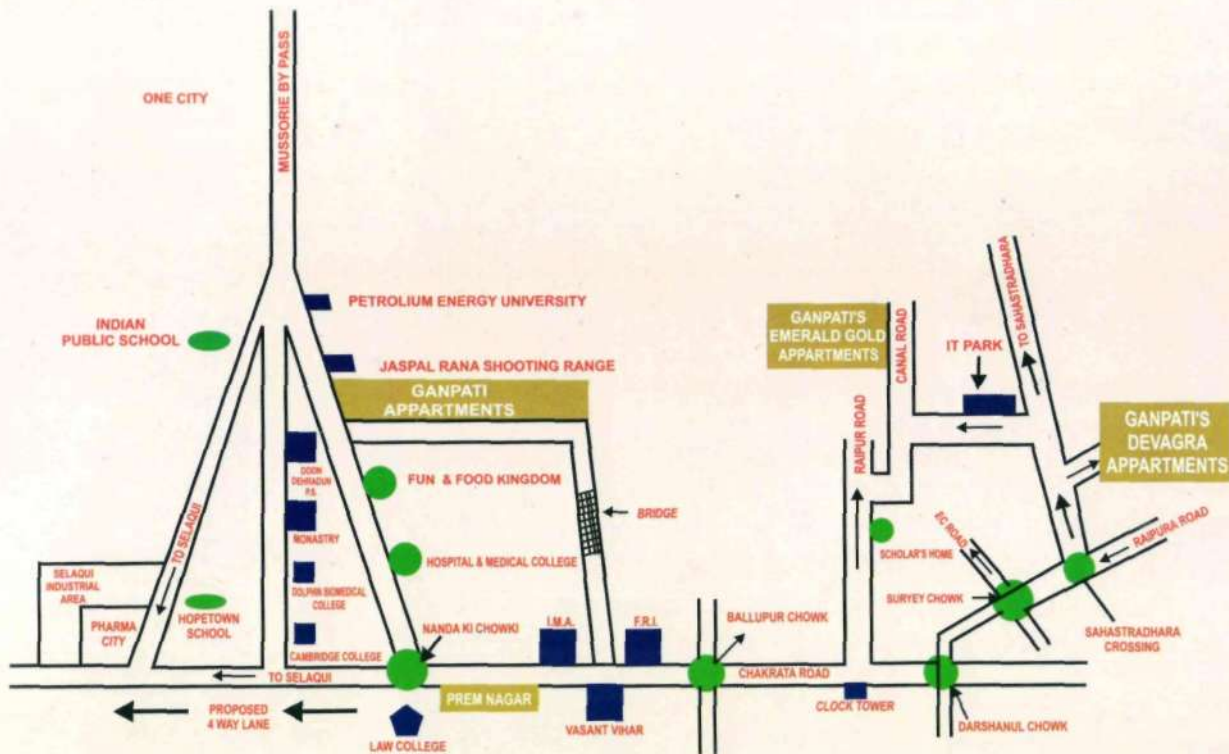 ONE CITY
MUSSORIE BY PASS
PETROLIUM ENERGY UNIVERSITY
INDIAN
PUBLIC SCHOOL
JASPAL RANA SHOOTING RANGE
GANPATI
APPARTMENTS
GANPATI'S
EMERALD GOLD
APPARTMENTS
CANAL ROAD
IT PARK
TO SAHASTRADHARA
GANPATI'S
DEVAGRA
APPARTMENTS
RAIPUR ROAD
DOON
DEHRADUN
P.S.
FUN & FOOD KINGDOM
BRIDGE
MONASTRY
TO SELAQUI
SCHOLAR'S HOME
EC ROAD
RAIPURA ROAD
HOSPITAL & MEDICAL COLLEGE
SELAQUI
INDUSTRIAL
AREA
DOLPHIN BIOMEDICAL
COLLEGE
SURYEY CHOWK
PHARMA
CITY
HOPETOWN
SCHOOL
NANDA KI CHOWKI
I.M.A.
F.R.I.
BALLUPUR CHOWK
SAHASTRADHARA
CROSSING
CAMBRIDGE COLLEGE
TO SELAQUI
CHAKRATA ROAD
PREM NAGAR
PROPOSED
4 WAY LANE
CLOCK TOWER
VASANT VIHAR
DARSHANUL CHOWK
LAW COLLEGE